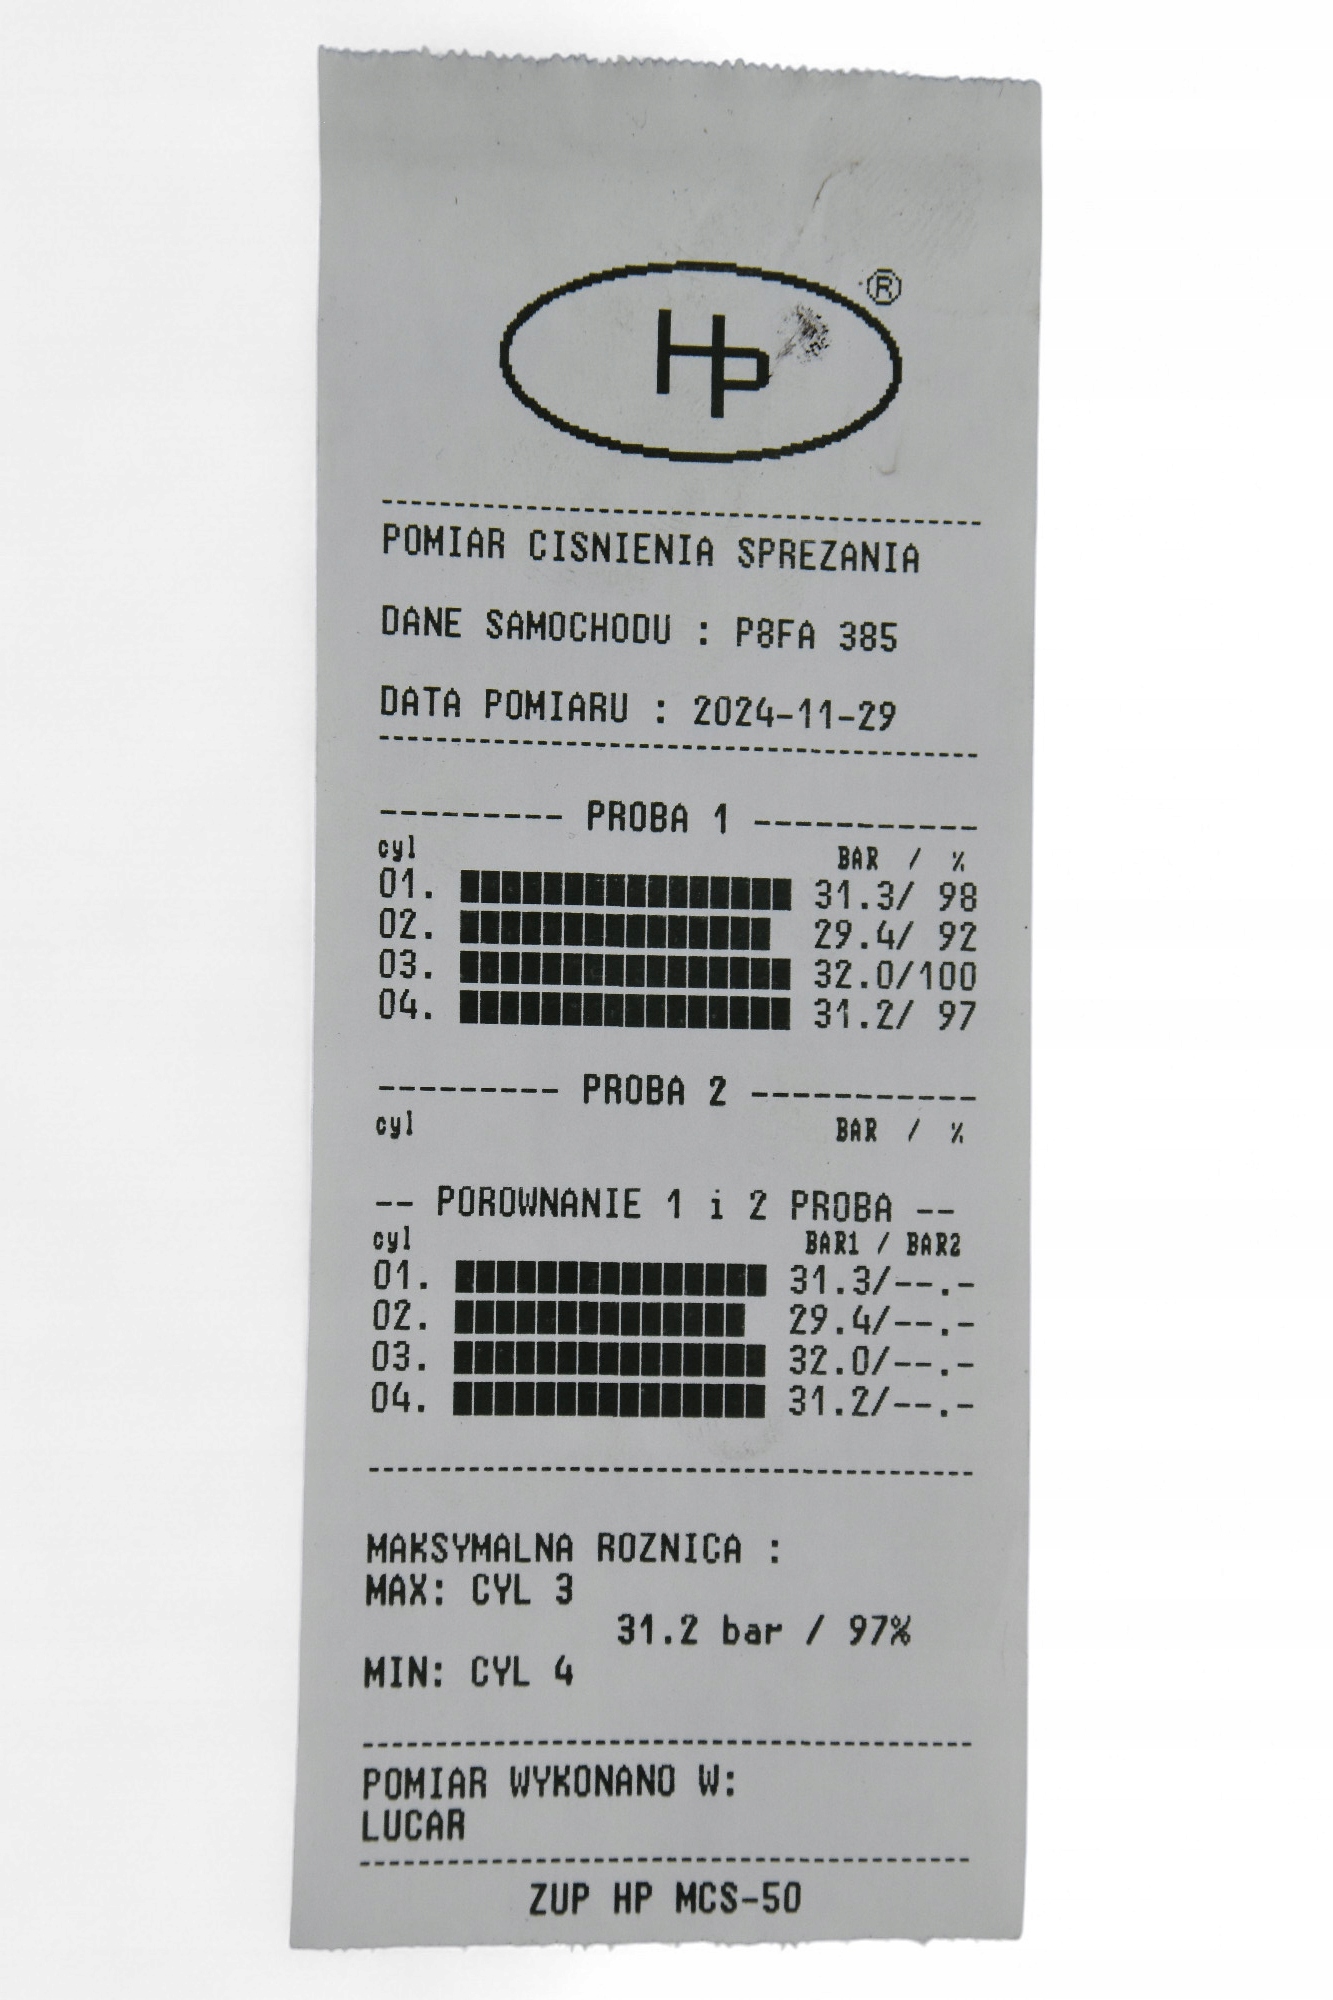 HP ®
POMIAR CISNIENIA SPREZANIA
DANE SAMOCHODU : P8FA 385
DATA POMIARU : 2024-11-29
--------- PROBA 1 -----------
cyl BAR / %
01. 31.3/ 98
02. 29.4/ 92
03. 32.0/100
04. 31.2/ 97
--------- PROBA 2 -----------
cyl BAR / %
-- POROWNANIE 1 i 2 PROBA --
cyl BAR1 / BAR2
01. 31.3/--.-
02. 29.4/--.-
03. 32.0/--.-
04. 31.2/--.-
MAKSYMALNA ROZNICA :
MAX: CYL 3
31.2 bar / 97%
MIN: CYL 4
POMIAR WYKONANO W:
LUCAR
ZUP HP MCS-50